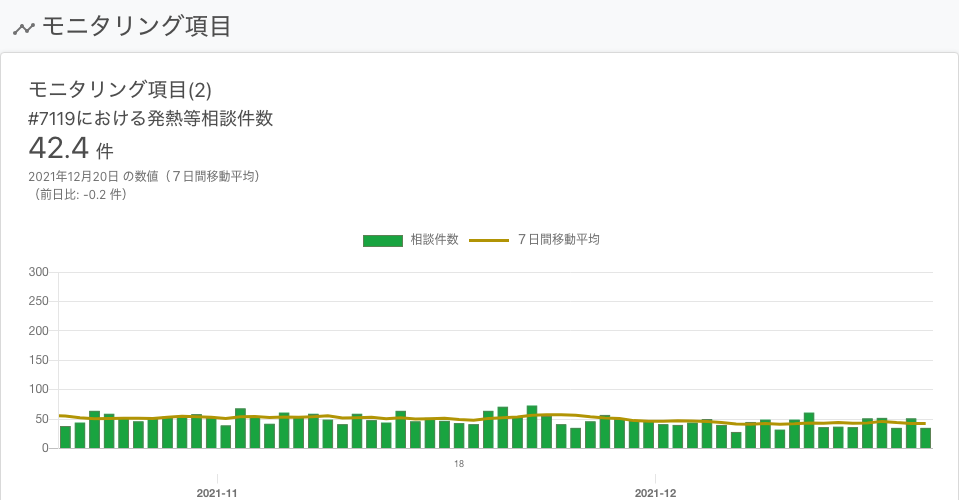 モニタリング項目
モニタリング項目(2)
#7119における発熱等相談件数
42.4 件
2021年12月20日 の数値（７日間移動平均）
（前日比: -0.2 件）
相談件数 ７日間移動平均
300
250
200
150
100
50
0
18
2021-11 2021-12